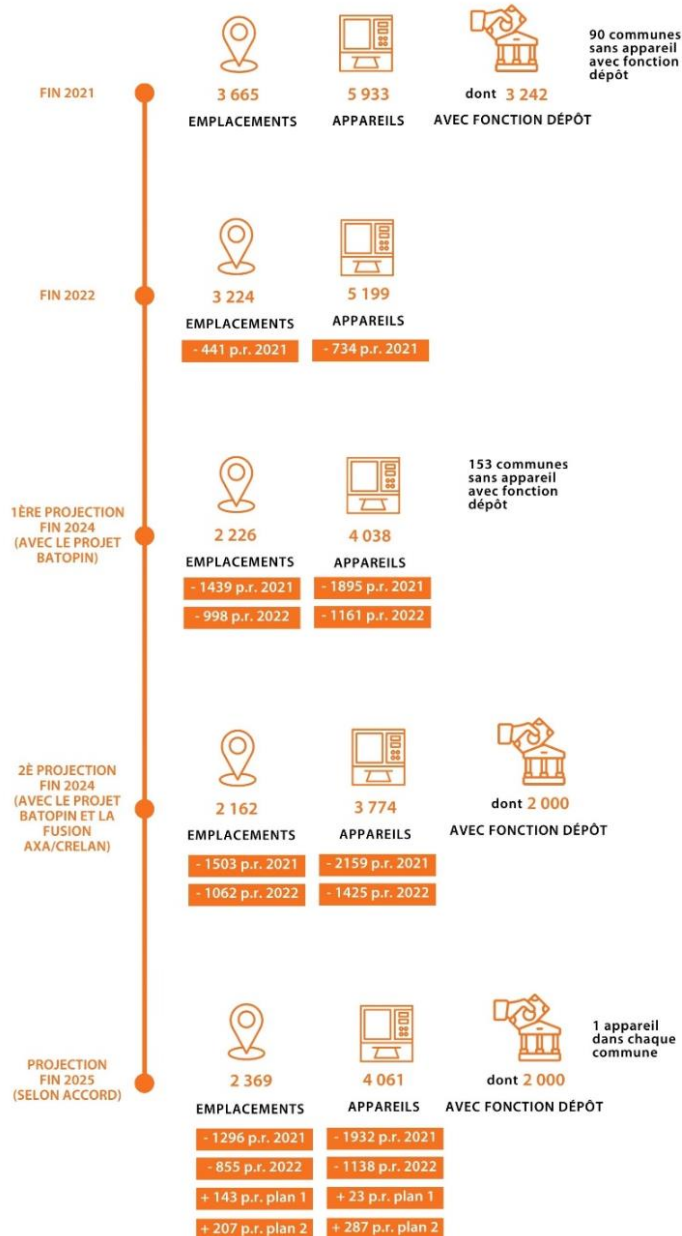 FIN 2021
3 665
EMPLACEMENTS
5 933
APPAREILS
dont 3 242
AVEC FONCTION DÉPÔT
90 communes
sans appareil
avec fonction
dépôt
FIN 2022
3 224
EMPLACEMENTS
- 441 p.r. 2021
5 199
APPAREILS
- 734 p.r. 2021
1ÈRE PROJECTION
FIN 2024
(AVEC LE PROJET
BATOPIN)
2 226
EMPLACEMENTS
- 1439 p.r. 2021
- 998 p.r. 2022
4 038
APPAREILS
- 1895 p.r. 2021
- 1161 p.r. 2022
153 communes
sans appareil
avec fonction
dépôt
2È PROJECTION
FIN 2024
(AVEC LE PROJET
BATOPIN ET LA
FUSION
AXA/CRELAN)
2 162
EMPLACEMENTS
- 1503 p.r. 2021
- 1062 p.r. 2022
3 774
APPAREILS
- 2159 p.r. 2021
- 1425 p.r. 2022
dont 2 000
AVEC FONCTION DÉPÔT
PROJECTION
FIN 2025
(SELON ACCORD)
2 369
EMPLACEMENTS
- 1296 p.r. 2021
- 855 p.r. 2022
+ 143 p.r. plan 1
+ 207 p.r. plan 2
4 061
APPAREILS
- 1932 p.r. 2021
- 1138 p.r. 2022
+ 23 p.r. plan 1
+ 287 p.r. plan 2
dont 2 000
AVEC FONCTION DÉPÔT
1 appareil
dans chaque
commune